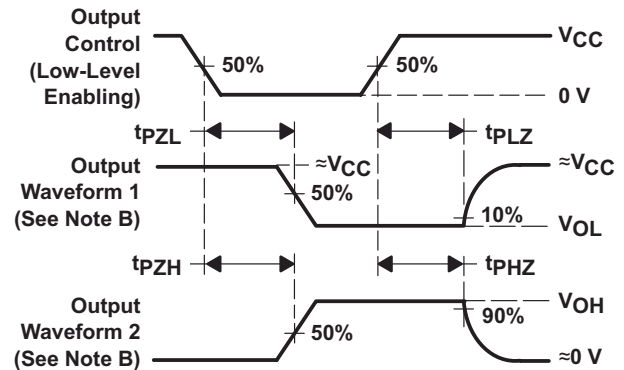 Output
Control
(Low-Level
Enabling)
50%
50%
VCC
0 V
tPZL
tPLZ
Output
Waveform 1
(See Note B)
≈VCC
50%
≈VCC
10%
VOL
tPZH
tPHZ
Output
Waveform 2
(See Note B)
50%
VOH
90%
≈0 V